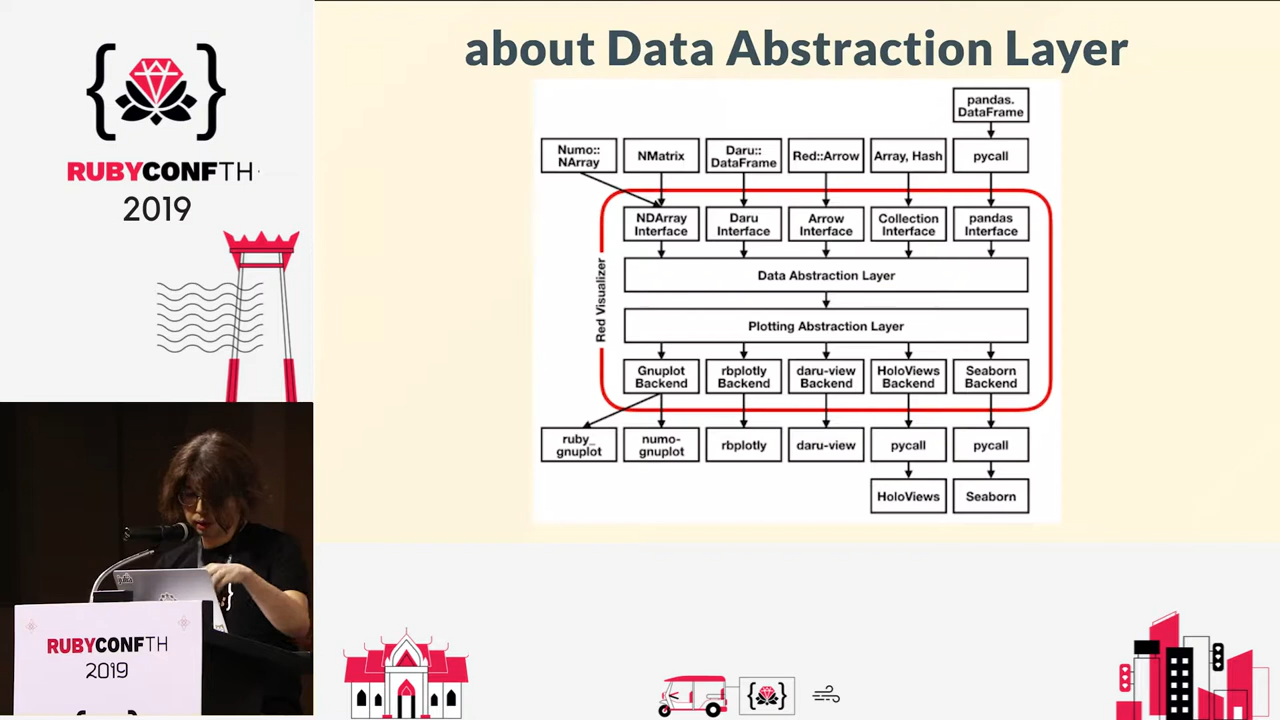 about Data Abstraction Layer
RUBYCONFTH
2019
pandas.
DataFrame
Numo::
NArray
NMatrix
Daru::
DataFrame
Red::Arrow
Array, Hash
pycall
NDArray
Interface
Daru
Interface
Arrow
Interface
Collection
Interface
pandas
Interface
Red Visualizer
Data Abstraction Layer
Plotting Abstraction Layer
Gnuplot
Backend
rbplotly
Backend
daru-view
Backend
HoloViews
Backend
Seaborn
Backend
ruby_
gnuplot
numo-
gnuplot
rbplotly
daru-view
pycall
pycall
HoloViews
Seaborn
RUBYCONFTH
2019